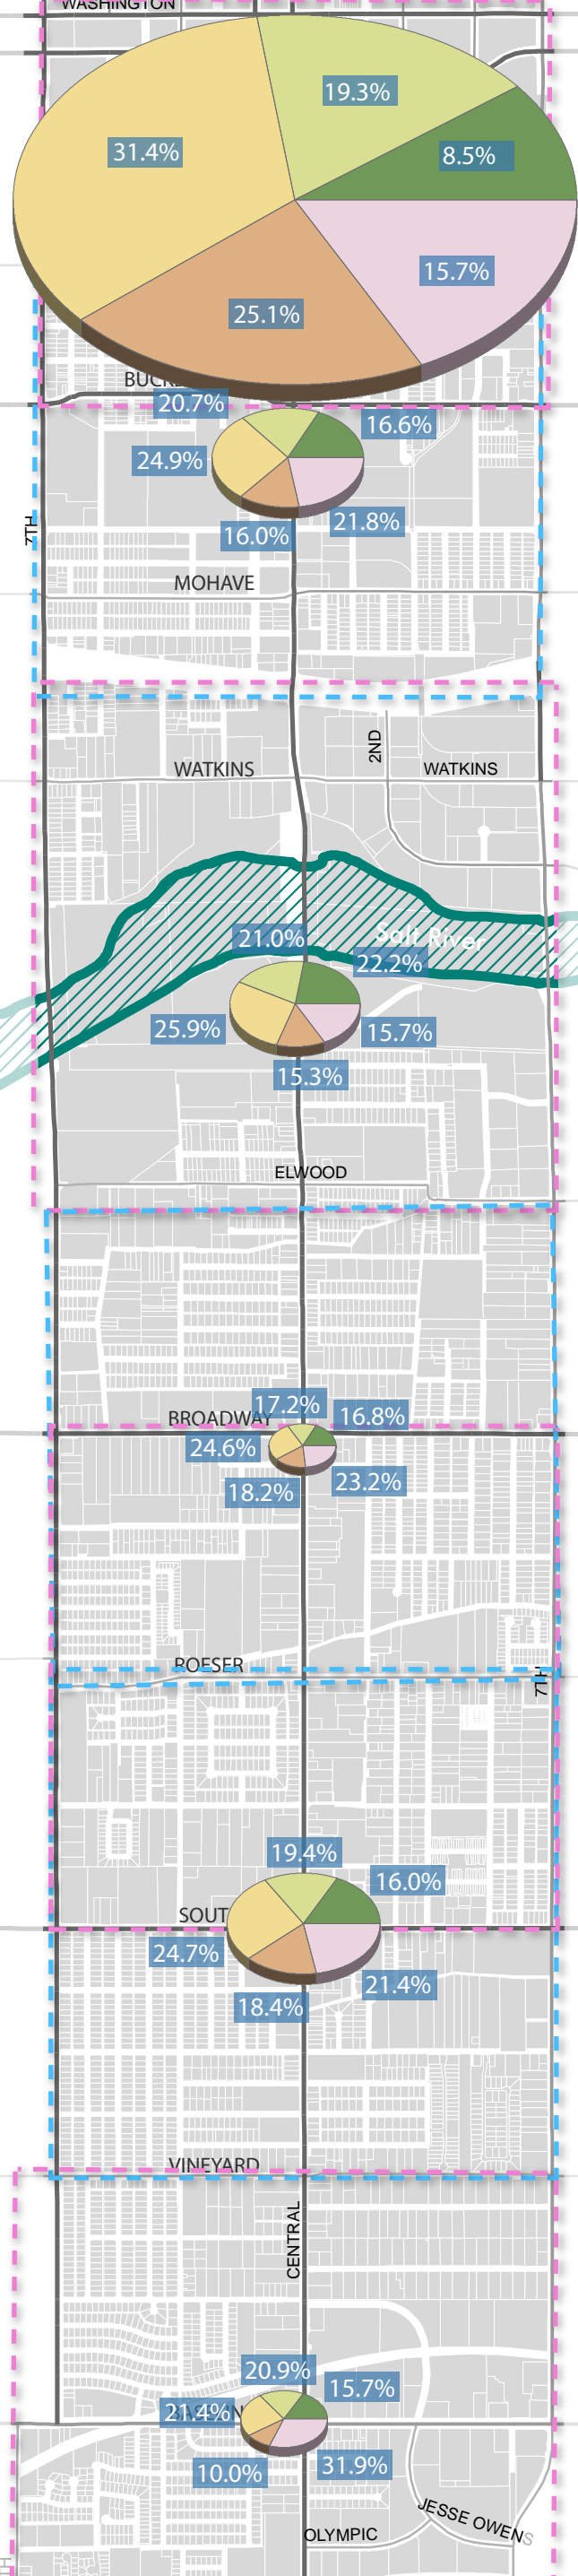 WASHINGTON
19.3%
31.4%
8.5%
15.7%
25.1%
20.7%
16.6%
24.9%
21.8%
16.0%
7TH
MOHAVE
2ND
WATKINS
WATKINS
21.0%
Salt River
22.2%
25.9%
15.7%
15.3%
ELWOOD
17.2%
BROADWAY
16.8%
24.6%
23.2%
18.2%
ROESER
7TH
19.4%
16.0%
SOUT
24.7%
21.4%
18.4%
VINEYARD
CENTRAL
20.9%
15.7%
21.4%
31.9%
10.0%
JESSE OWENS
OLYMPIC